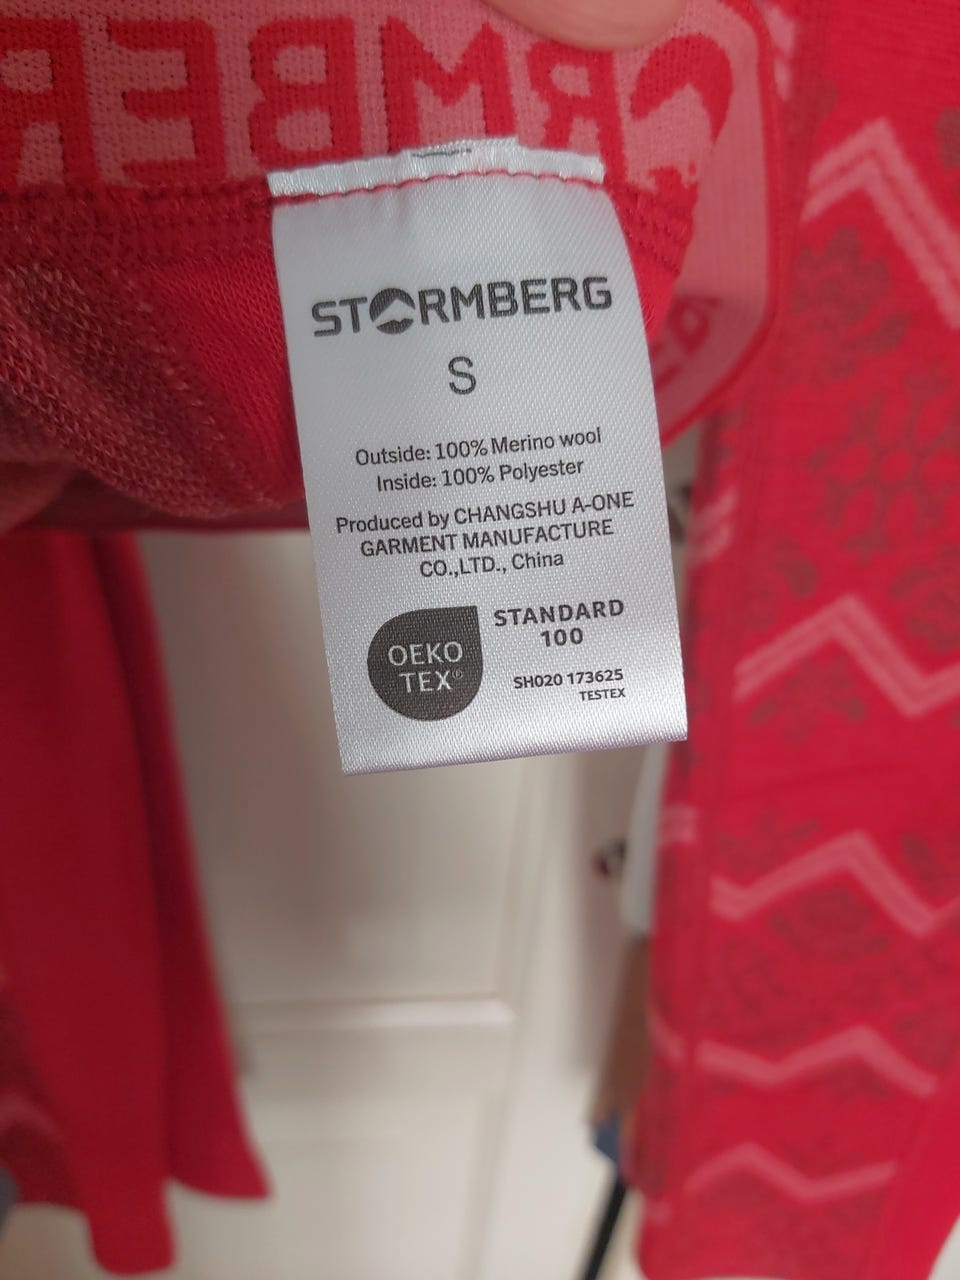 STORMBERG
S
Outside: 100% Merino wool
Inside: 100% Polyester
Produced by CHANGSHU A-ONE
GARMENT MANUFACTURE
CO.,LTD., China
OEKO
TEX®
STANDARD
100
SH020 173625
TESTEX